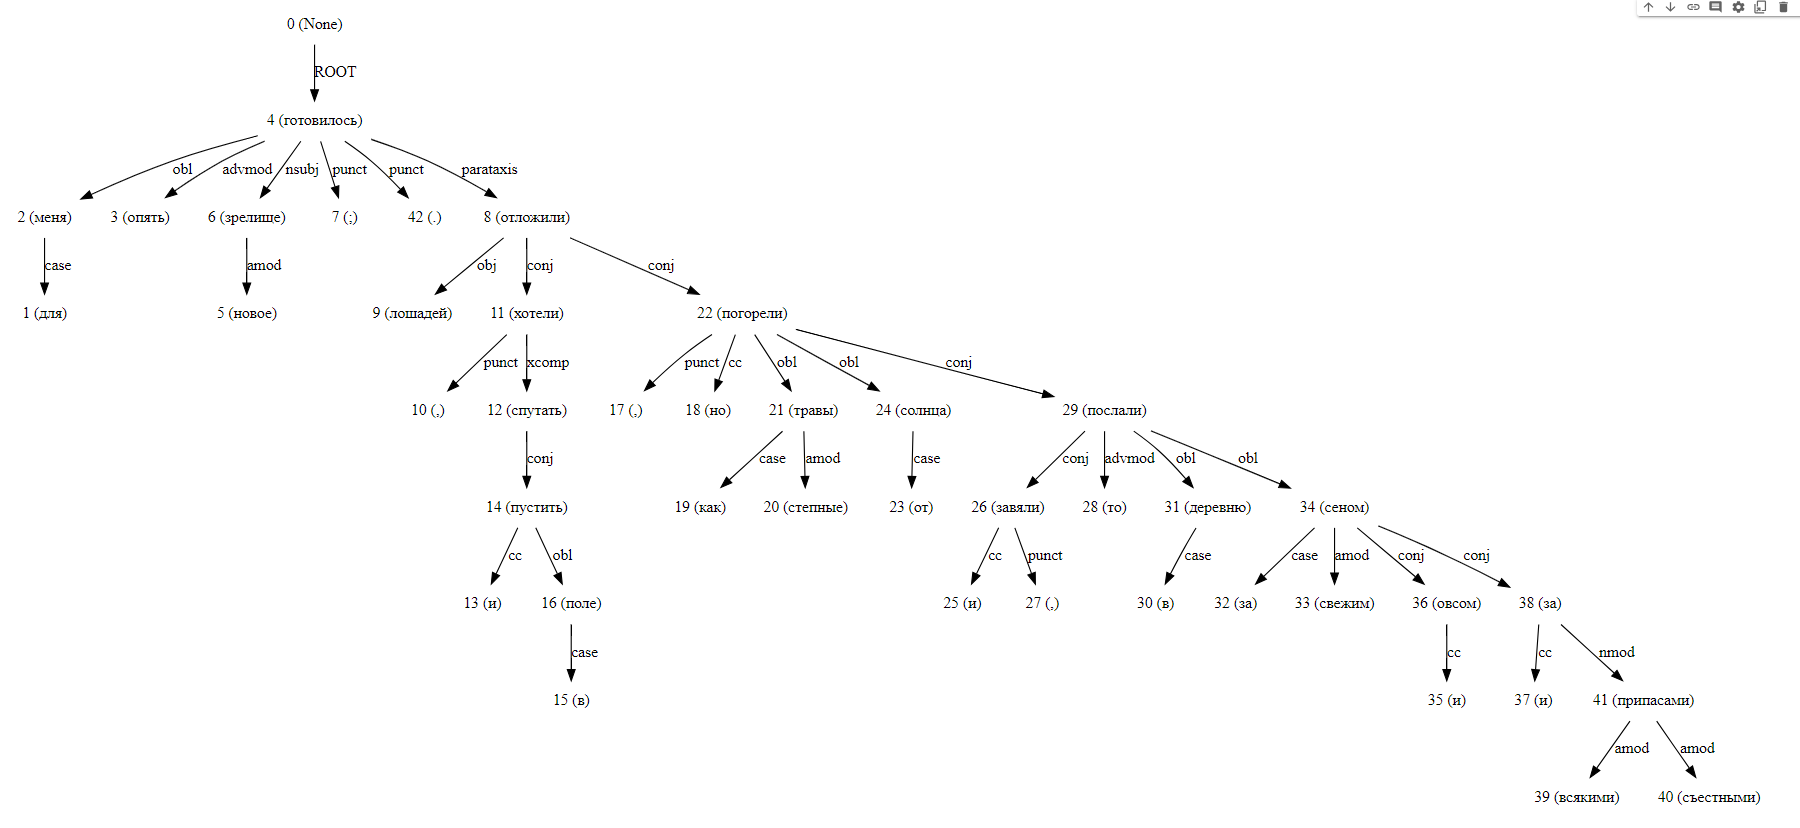 0 (None)
ROOT
4 (готовилось)
obl advmod nsubj punct punct parataxis
2 (меня) 3 (опять) 6 (зрелише) 7 (;) 42 (.) 8 (отложили)
case amod obj conj conj
1 (для) 5 (новое) 9 (лошадей) 11 (хотели) 22 (погорели)
punct xcomp punct cc obl obl conj
10 (,) 12 (спутать) 17 (,) 18 (но) 21 (травы) 24 (солнца) 29 (послали)
conj case amod case conj advmod obl obl
14 (пустить) 19 (как) 20 (степные) 23 (от) 26 (завяли) 28 (то) 31 (деревню) 34 (сеном)
cc obl cc punct case case amod conj conj
13 (и) 16 (поле) 25 (и) 27 (,) 30 (в) 32 (за) 33 (свежим) 36 (овсом) 38 (за)
case cc cc nmod
15 (в) 35 (и) 37 (и) 41 (припасами)
amod amod
39 (всякими) 40 (съестными)